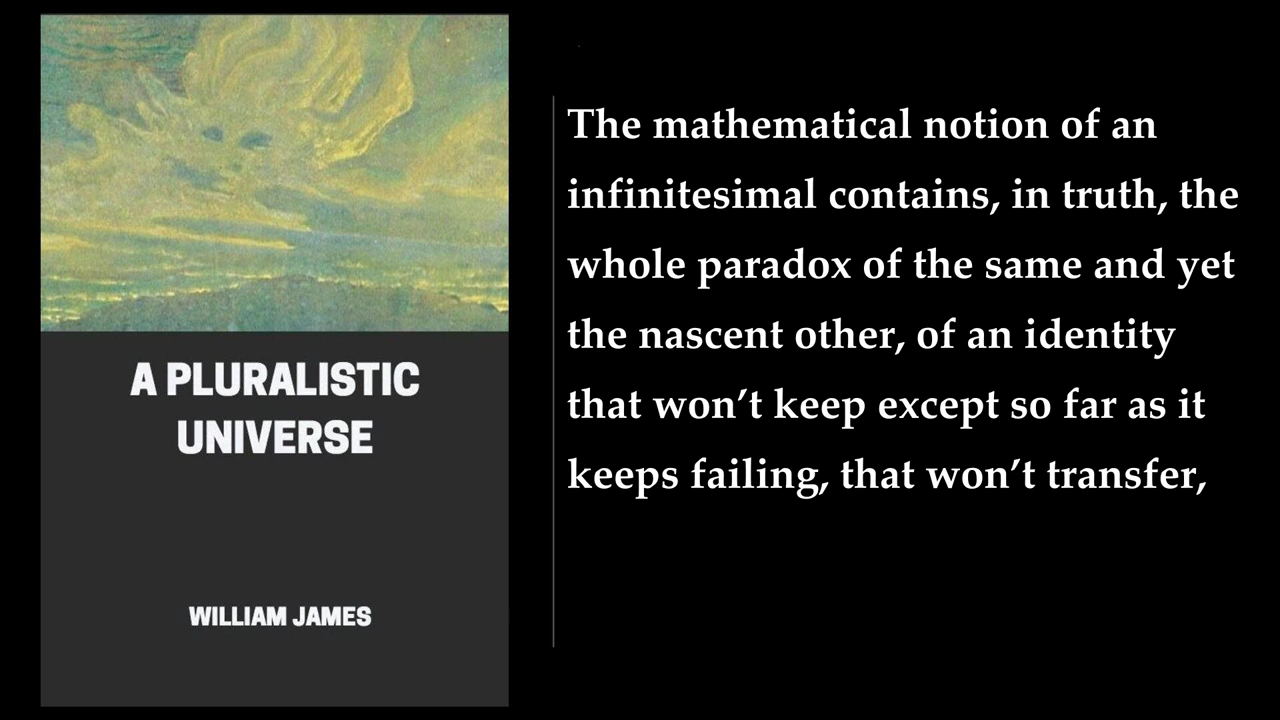 A PLURALISTIC
UNIVERSE
WILLIAM JAMES
The mathematical notion of an
infinitesimal contains, in truth, the
whole paradox of the same and yet
the nascent other, of an identity
that won’t keep except so far as it
keeps failing, that won’t transfer,